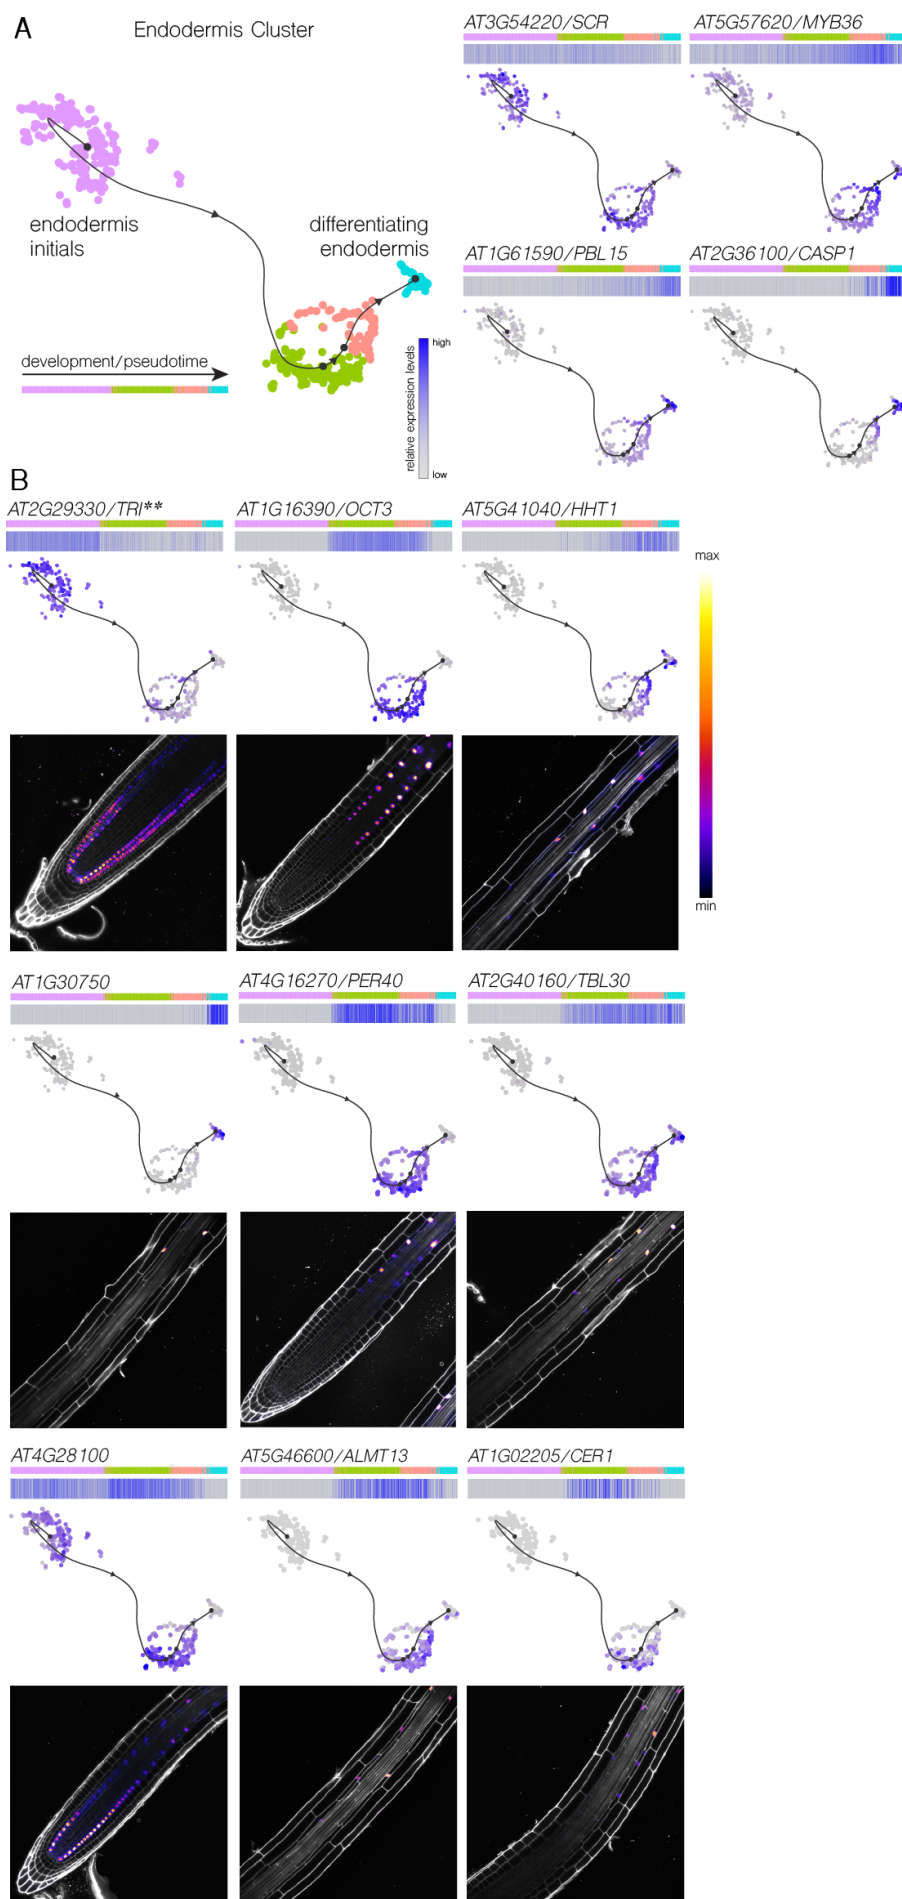 A
Endodermis Cluster
AT3G54220/SCR
AT5G57620/MYB36
endodermis
initials
differentiating
endodermis
development/pseudotime
relative expression levels
high
low
AT1G61590/PBL15
AT2G36100/CASP1
B
AT2G29330/TRI**
AT1G16390/OCT3
AT5G41040/HHT1
max
min
AT1G30750
AT4G16270/PER40
AT2G40160/TBL30
AT4G28100
AT5G46600/ALMT13
AT1G02205/CER1